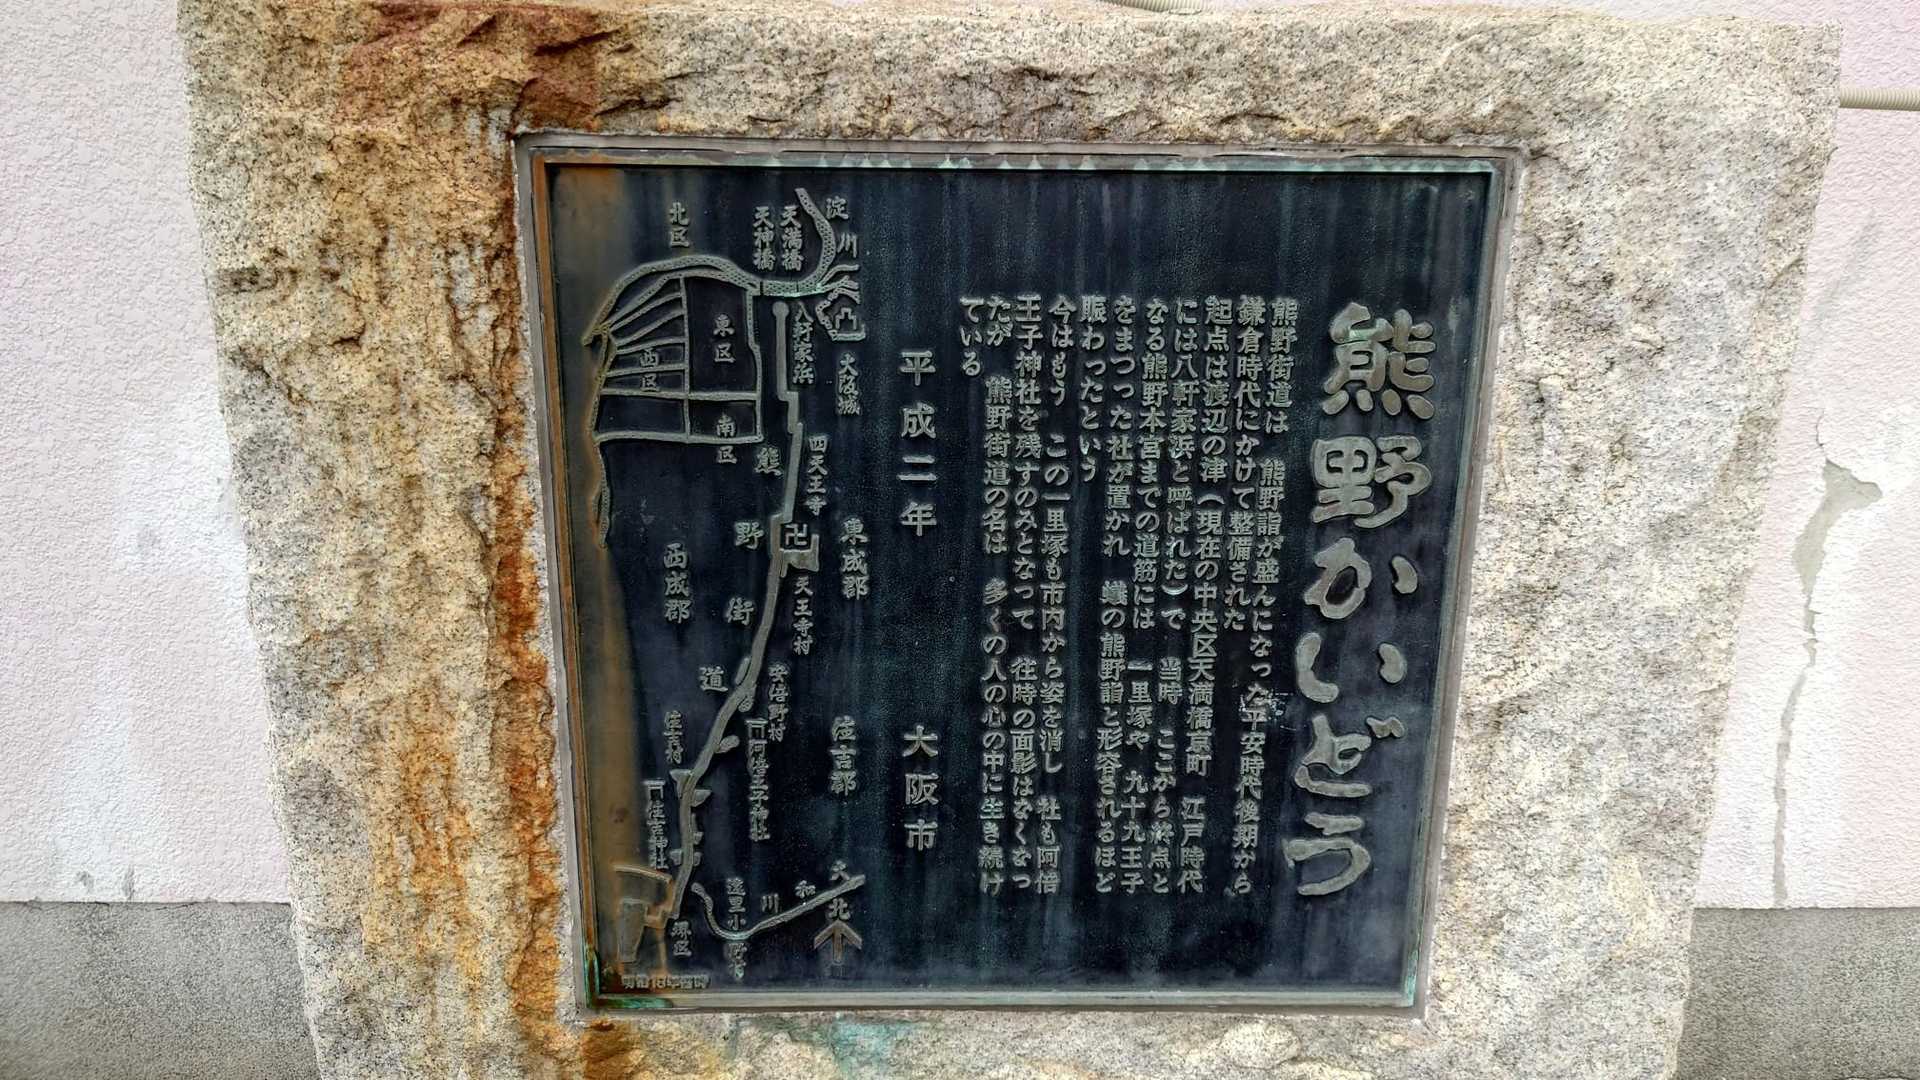 熊野かいどう
熊野街道は　熊野詣が盛んになった平安時代後期から
鎌倉時代にかけて整備された
起点は渡辺の津（現在の中央区天満橋京町　江戸時代
には八軒家浜と呼ばれた）で　当時　ここから終点と
なる熊野本宮までの道筋には　一里塚や　九十九王子
をまつった社が置かれ　蟻の熊野詣と形容されるほど
賑わったという
今はもう　この一里塚も市内から姿を消し　社も阿倍
王子神社を残すのみとなって　往時の面影はなくなっ
たが　熊野街道の名は　多くの人の心の中に生き続け
ている
平成二年　大阪市
淀川
天満橋
天神橋
北区
八軒家浜
大阪城
東区
西区
南区
四天王寺
卍
熊野街道
東成郡
西成郡
天王寺村
安倍野村
阿倍王子神社
住吉郡
住吉村
住吉神社
大和川
遠里小野村
堺区
北